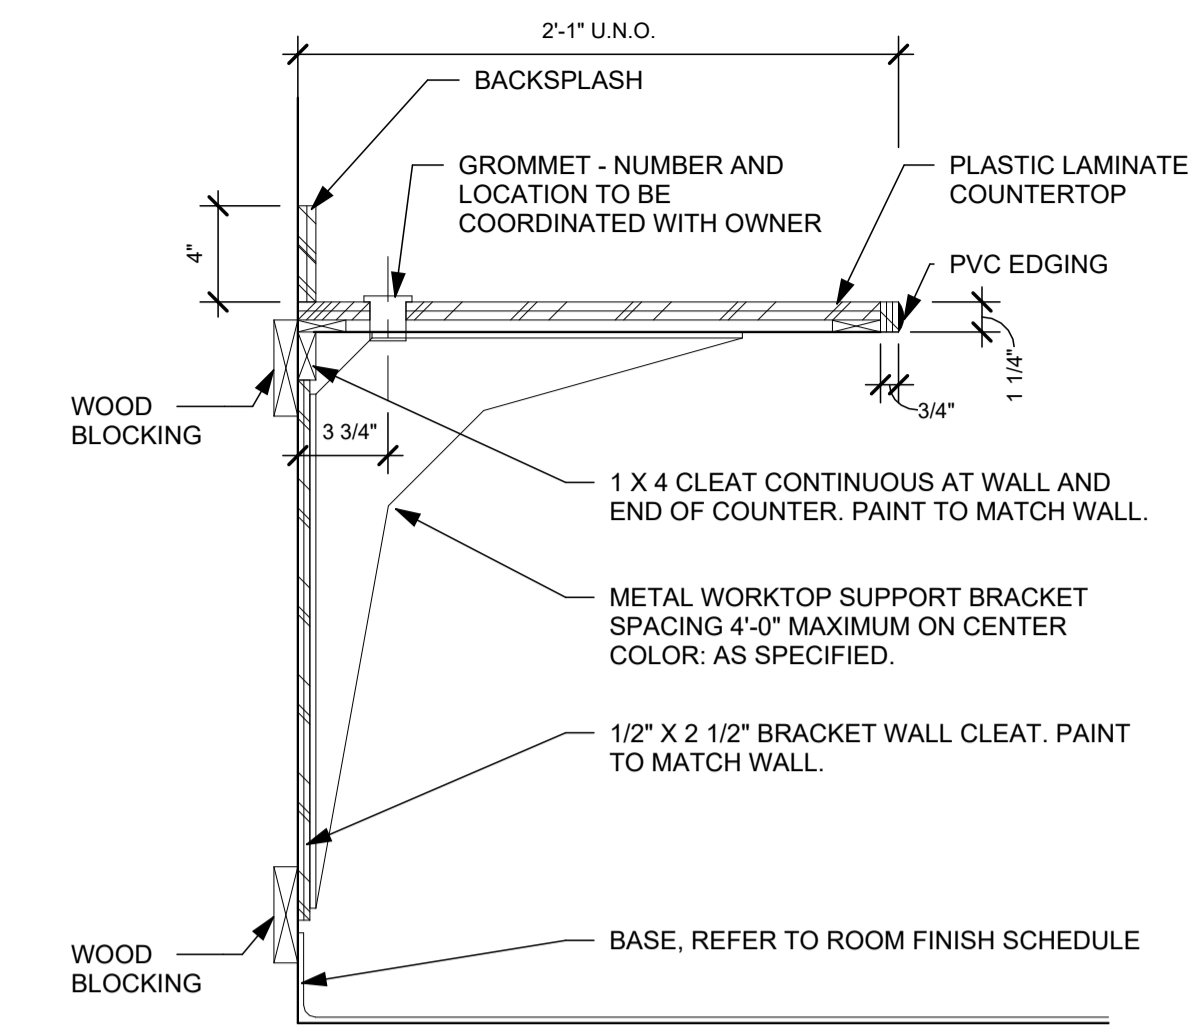 2'-1" U.N.O.
BACKSPLASH
GROMMET - NUMBER AND
LOCATION TO BE
COORDINATED WITH OWNER
PLASTIC LAMINATE
COUNTERTOP
4"
PVC EDGING
1 1/4"
3/4"
WOOD
BLOCKING
3 3/4"
1 X 4 CLEAT CONTINUOUS AT WALL AND
END OF COUNTER. PAINT TO MATCH WALL.
METAL WORKTOP SUPPORT BRACKET
SPACING 4'-0" MAXIMUM ON CENTER
COLOR: AS SPECIFIED.
1/2" X 2 1/2" BRACKET WALL CLEAT. PAINT
TO MATCH WALL.
WOOD
BLOCKING
BASE, REFER TO ROOM FINISH SCHEDULE